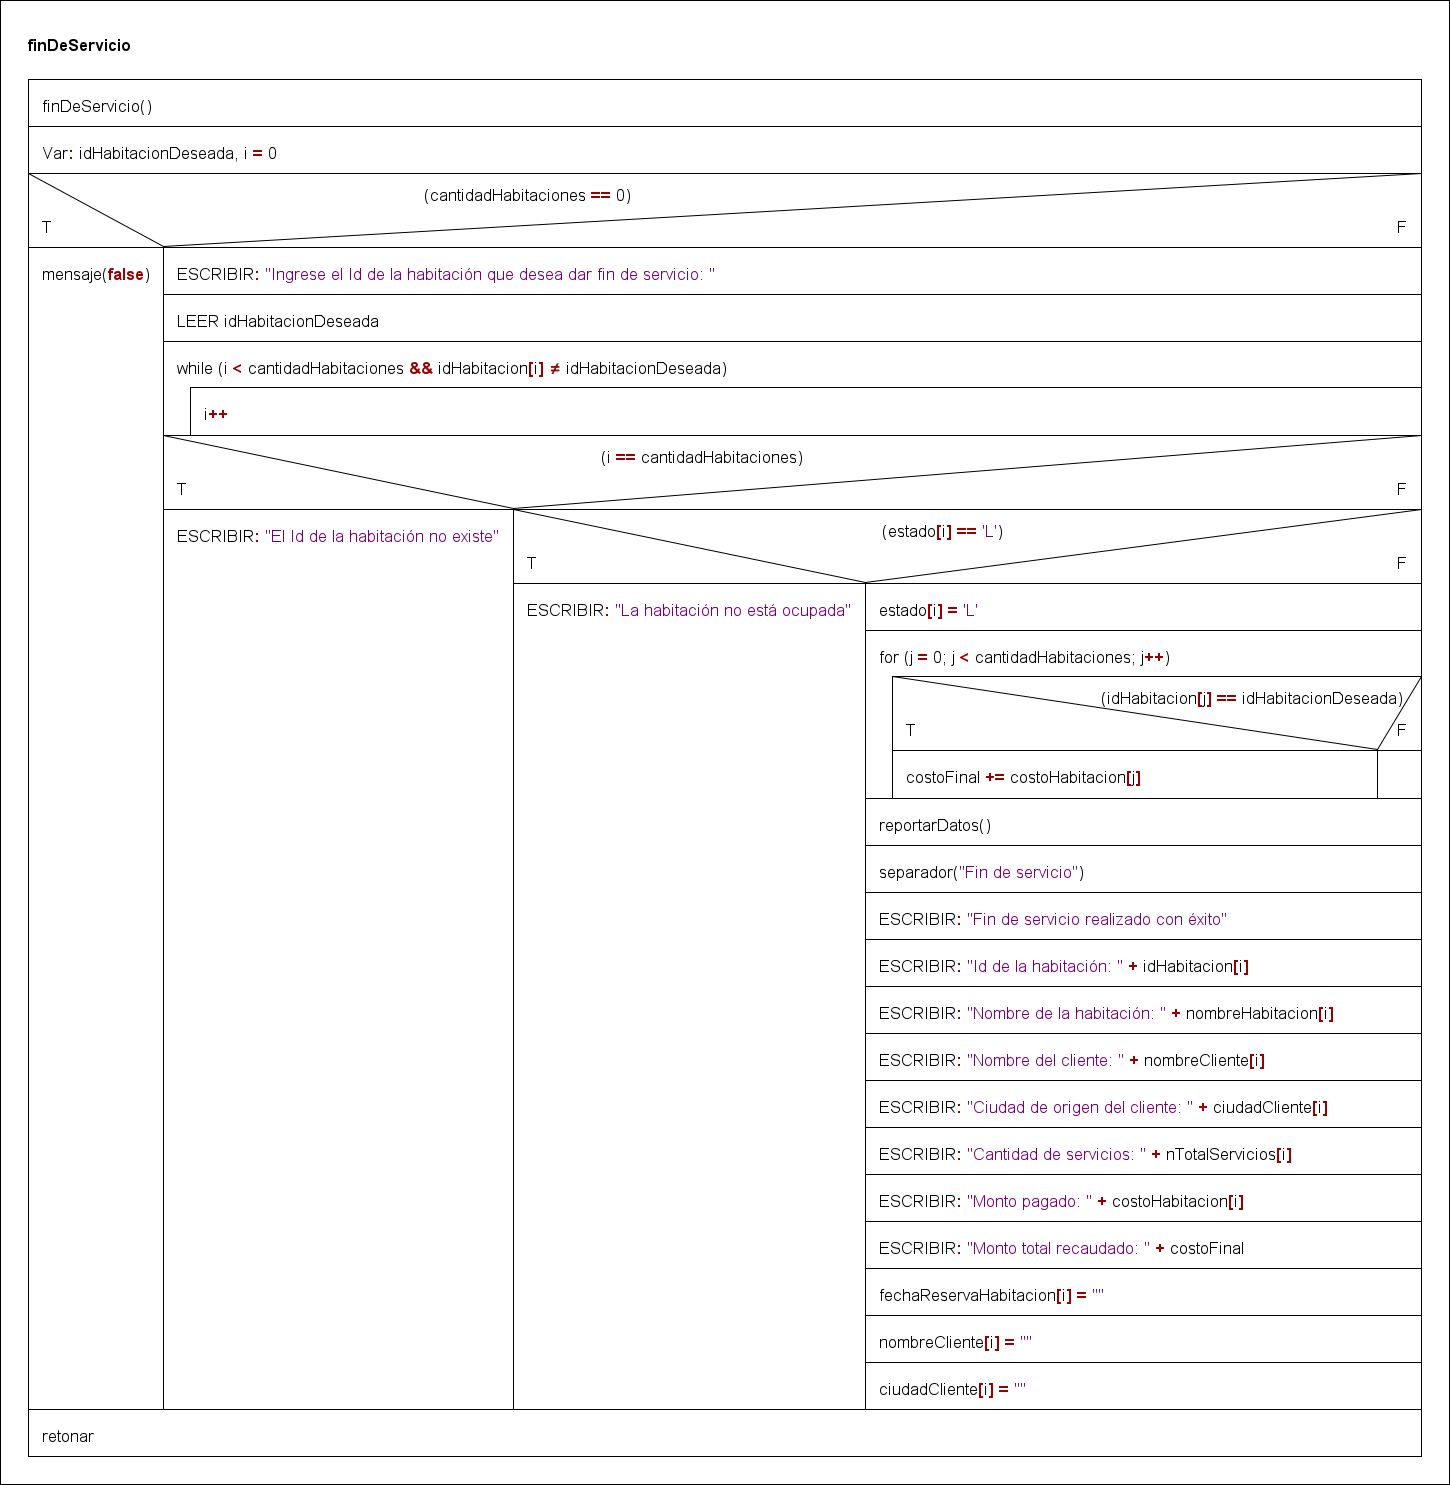 finDeServicio
finDeServicio()
Var: idHabitacionDeseada, i = 0
(cantidadHabitaciones == 0)
T
F
mensaje(false)
ESCRIBIR: "Ingrese el Id de la habitación que desea dar fin de servicio: "
LEER idHabitacionDeseada
while (i < cantidadHabitaciones && idHabitacion[i] ≠ idHabitacionDeseada)
i++
(i == cantidadHabitaciones)
T
F
ESCRIBIR: "El Id de la habitación no existe"
(estado[i] == 'L')
T
F
ESCRIBIR: "La habitación no está ocupada"
estado[i] = 'L'
for (j = 0; j < cantidadHabitaciones; j++)
(idHabitacion[j] == idHabitacionDeseada)
T
F
costoFinal += costoHabitacion[j]
reportarDatos()
separador("Fin de servicio")
ESCRIBIR: "Fin de servicio realizado con éxito"
ESCRIBIR: "Id de la habitación: " + idHabitacion[i]
ESCRIBIR: "Nombre de la habitación: " + nombreHabitacion[i]
ESCRIBIR: "Nombre del cliente: " + nombreCliente[i]
ESCRIBIR: "Ciudad de origen del cliente: " + ciudadCliente[i]
ESCRIBIR: "Cantidad de servicios: " + nTotalServicios[i]
ESCRIBIR: "Monto pagado: " + costoHabitacion[i]
ESCRIBIR: "Monto total recaudado: " + costoFinal
fechaReservaHabitacion[i] = ""
nombreCliente[i] = ""
ciudadCliente[i] = ""
retonar